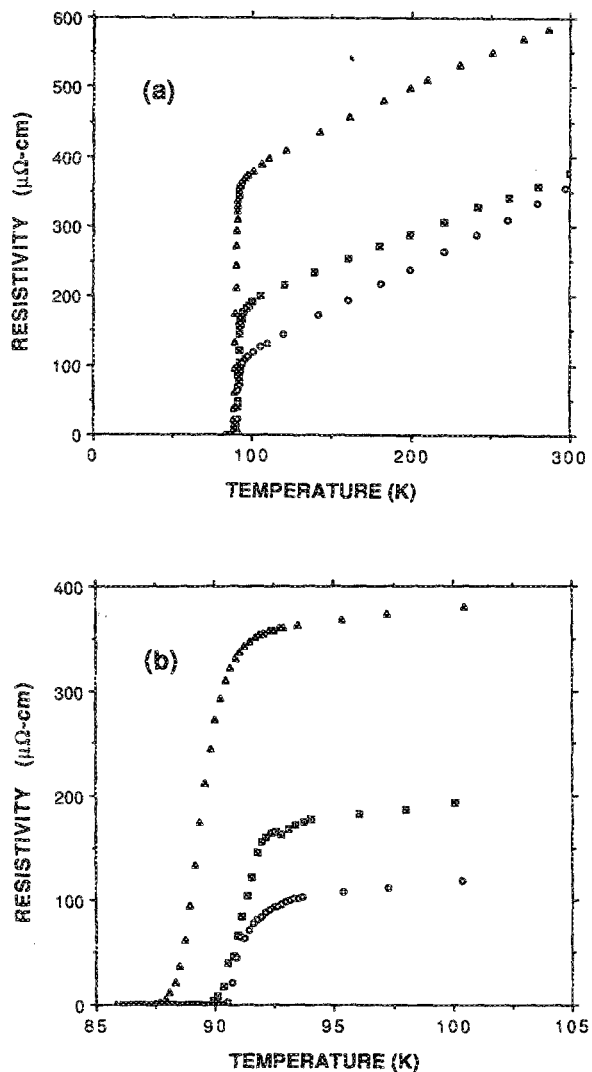 (a)
RESISTIVITY (μΩ-cm)
600
500
400
300
200
100
0
0 100 200 300
TEMPERATURE (K)
(b)
RESISTIVITY (μΩ-cm)
400
300
200
100
0
85 90 95 100 105
TEMPERATURE (K)